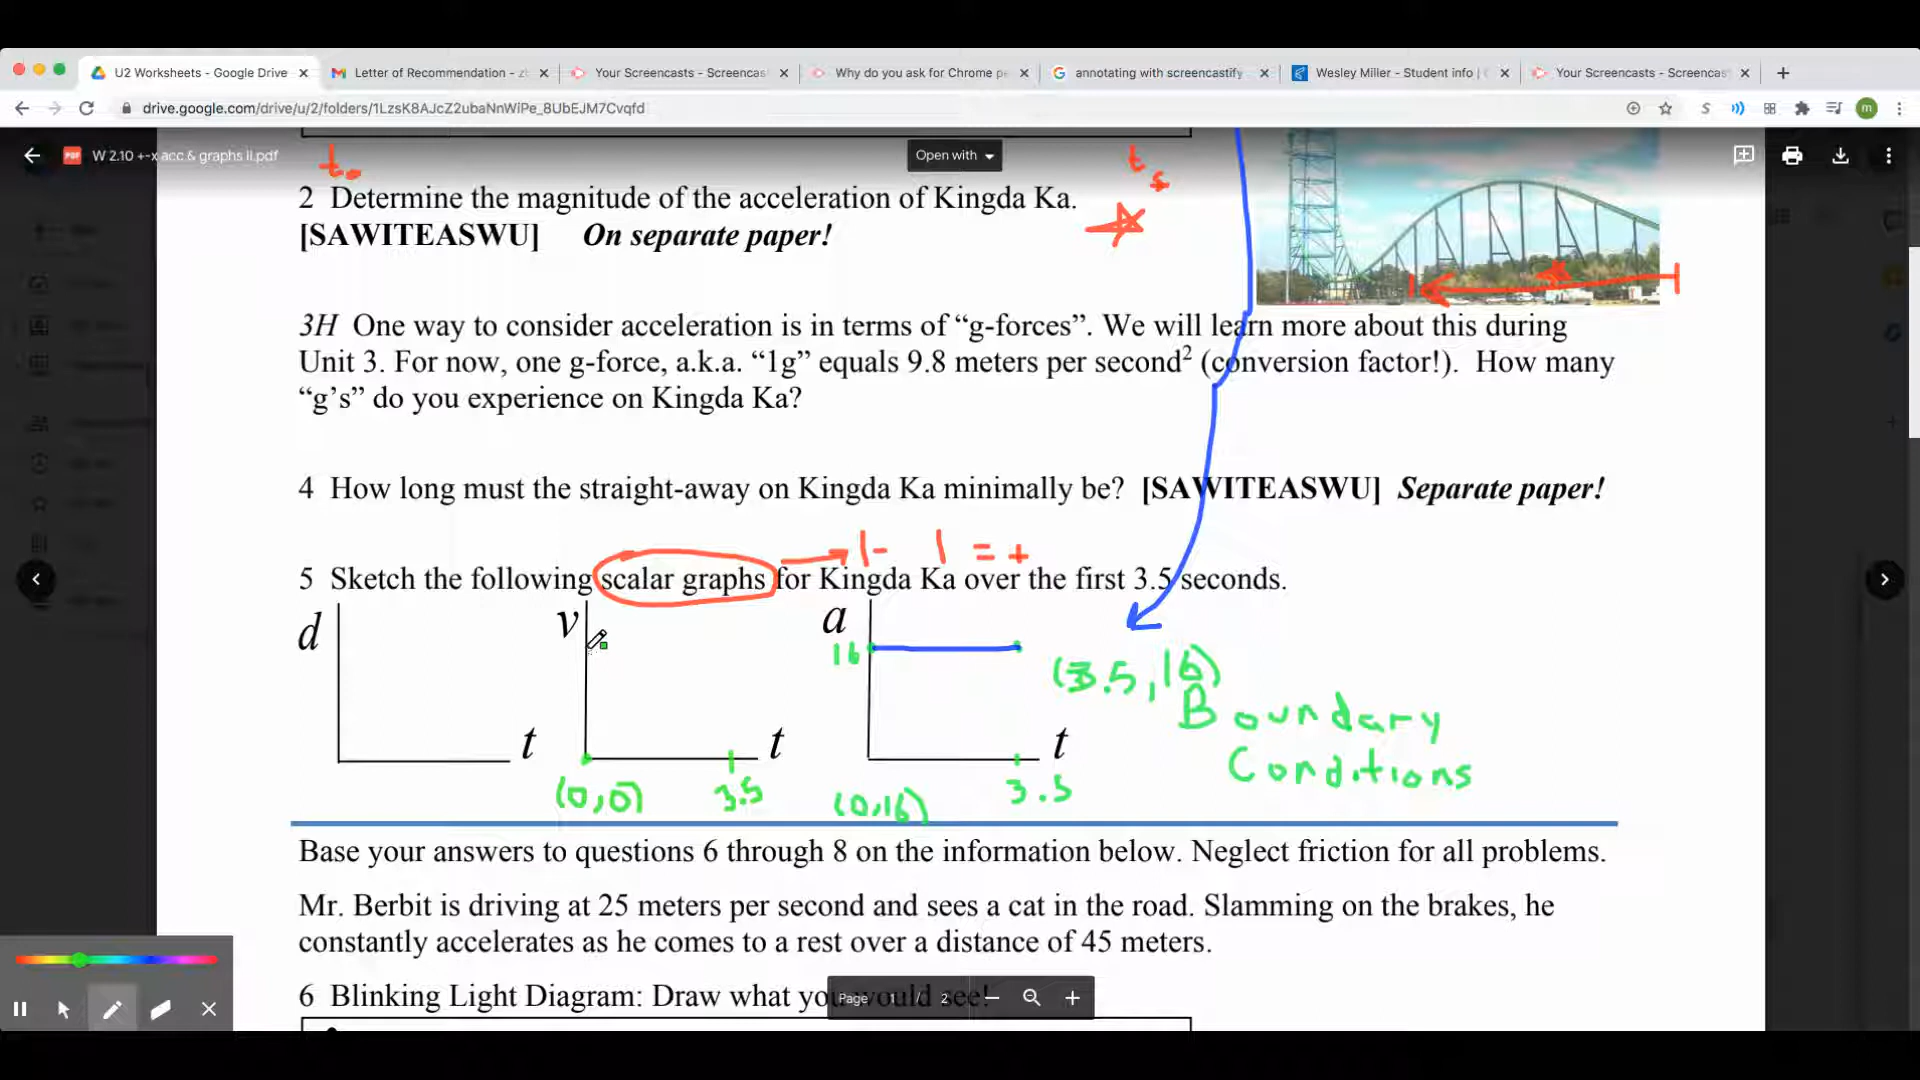 U2 Worksheets - Google Drive
Letter of Recommendation -
Your Screencasts - Screencas
Why do you ask for Chrome pe
annotating with screencastify
Wesley Miller - Student info |
Your Screencasts - Screencas
drive.google.com/drive/u/2/folders/1LzsK8AJcZ2ubaNnWiPe_8UbEJM7Cvqfd
m
PDF W 2.10 +-x acc & graphs II.pdf
Open with
t₀ t f
2 Determine the magnitude of the acceleration of Kingda Ka.
[SAWITEASWU] On separate paper!
3H One way to consider acceleration is in terms of “g-forces”. We will learn more about this during
Unit 3. For now, one g-force, a.k.a. “1g” equals 9.8 meters per second² (conversion factor!). How many
“g’s” do you experience on Kingda Ka?
4 How long must the straight-away on Kingda Ka minimally be? [SAWITEASWU] Separate paper!
|- | = +
5 Sketch the following scalar graphs for Kingda Ka over the first 3.5 seconds.
d v a
16
(3.5, 16)
Boundary
t t t
Conditions
(0,0) 3.5 (0,16) 3.5
Base your answers to questions 6 through 8 on the information below. Neglect friction for all problems.
Mr. Berbit is driving at 25 meters per second and sees a cat in the road. Slamming on the brakes, he
constantly accelerates as he comes to a rest over a distance of 45 meters.
6 Blinking Light Diagram: Draw what you would see!
Page 1 / 2